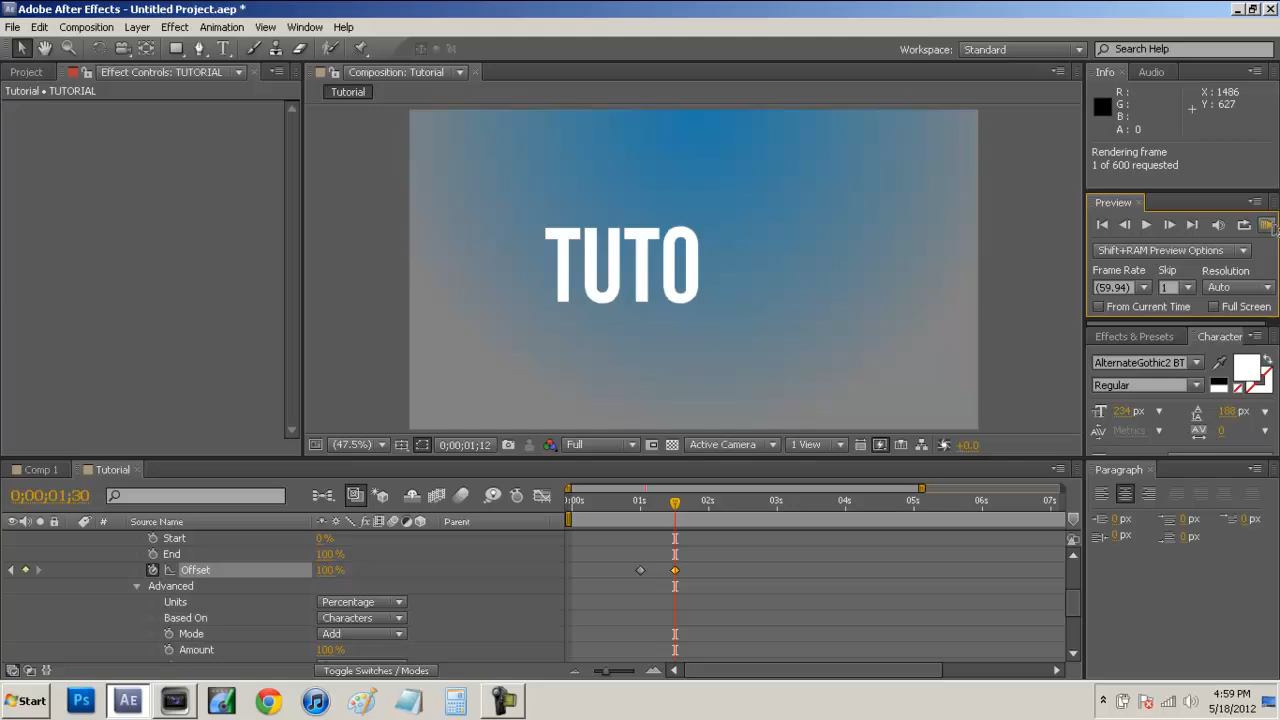 Adobe After Effects - Untitled Project.aep *
File Edit Composition Layer Effect Animation View Window Help
Workspace: Standard Search Help
Project Effect Controls: TUTORIAL Composition: Tutorial Info Audio
Tutorial • TUTORIAL
Tutorial
R :
G :
B :
A : 0
X : 1486
Y : 627
Rendering frame
1 of 600 requested
Preview
Shift+RAM Preview Options
Frame Rate Skip Resolution
(59.94) 1 Auto
From Current Time Full Screen
TUTO
Effects & Presets Character
AlternateGothic2 BT
Regular
234 px 188 px
Metrics 0
(47.5%) 0;00;01;12 Full Active Camera 1 View +0.0
Comp 1 Tutorial
Paragraph
0;00;01;30
0:00s 01s 02s 03s 04s 05s 06s 07s
# Source Name Parent
Start 0%
End 100%
Offset 100%
Advanced
Units Percentage
Based On Characters
Mode Add
Amount 100%
Toggle Switches / Modes
0 px 0 px 0 px
0 px 0 px
Start Ps AE
4:59 PM
5/18/2012